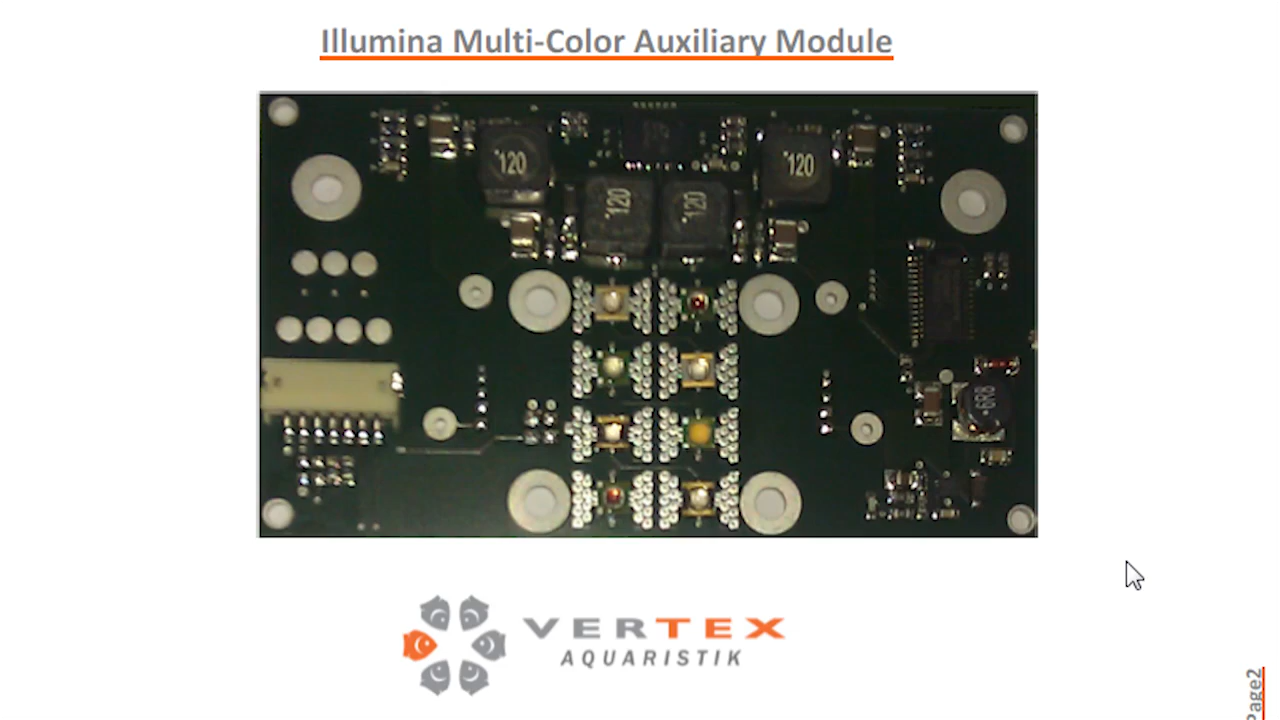 Illumina Multi-Color Auxiliary Module
120
120
120
120
6R8
VERTEX
AQUARISTIK
Page2